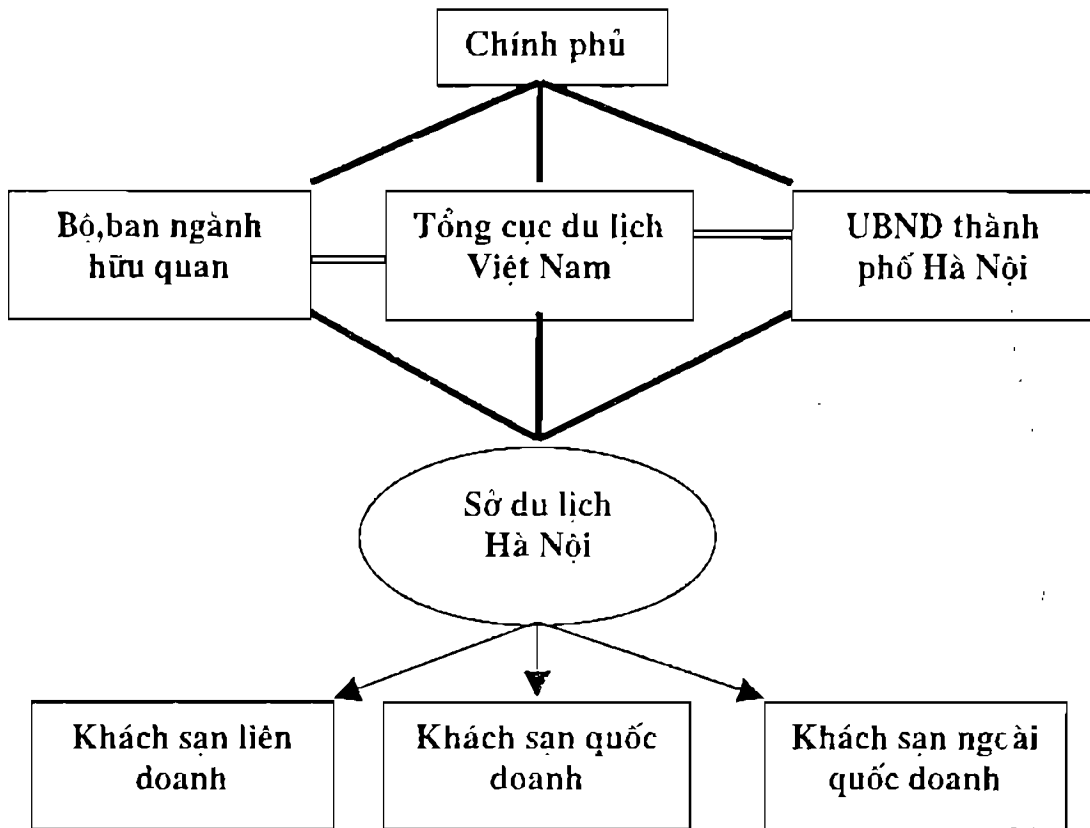 Chính phủ
Bộ,ban ngành
hữu quan
Tổng cục du lịch
Việt Nam
UBND thành
phố Hà Nội
Sở du lịch
Hà Nội
Khách sạn liên
doanh
Khách sạn quốc
doanh
Khách sạn ngoài
quốc doanh